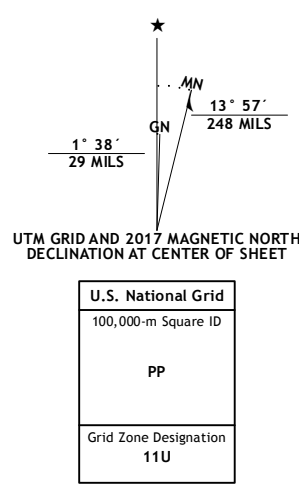 MN
GN
13° 57´
248 MILS
1° 38´
29 MILS
UTM GRID AND 2017 MAGNETIC NORTH
DECLINATION AT CENTER OF SHEET
U.S. National Grid
100,000-m Square ID
PP
Grid Zone Designation
11U